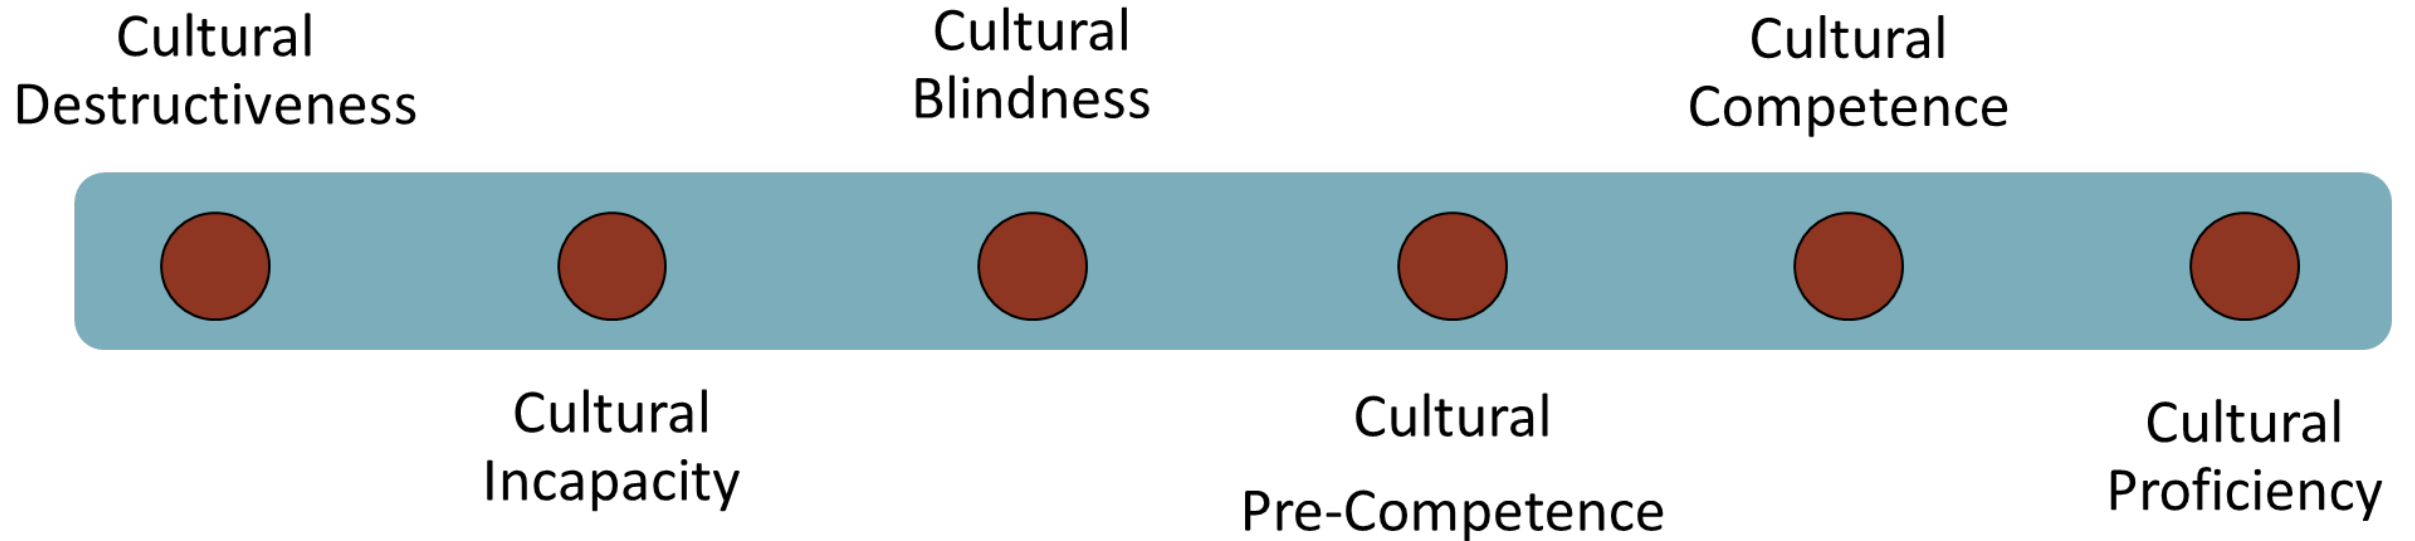 Cultural
Destructiveness
Cultural
Incapacity
Cultural
Blindness
Cultural
Pre-Competence
Cultural
Competence
Cultural
Proficiency